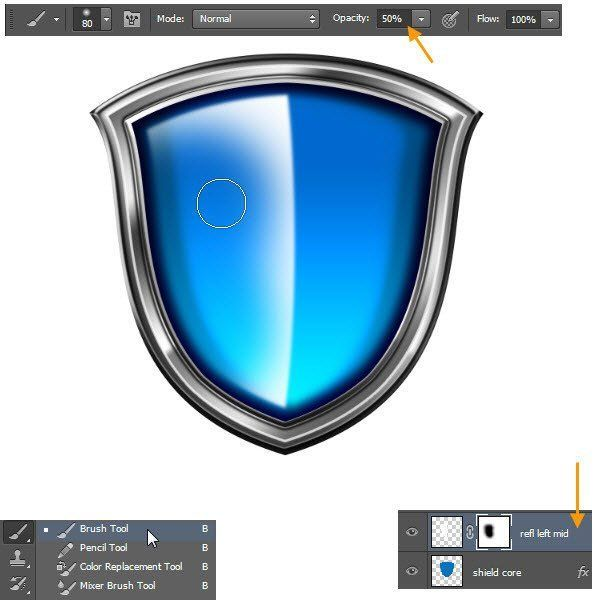 80 Mode: Normal Opacity: 50% Flow: 100%
Brush Tool B
Pencil Tool B
Color Replacement Tool B
Mixer Brush Tool B
refl left mid
shield core fx